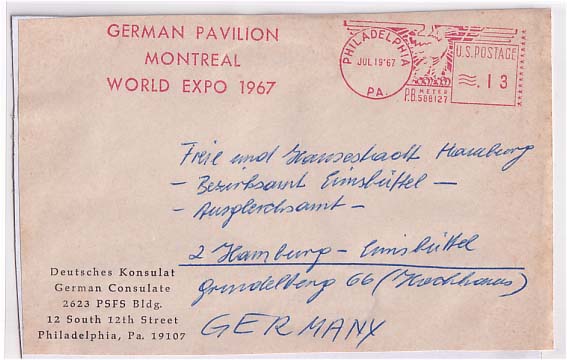 GERMAN PAVILION
MONTREAL
WORLD EXPO 1967
PHILADELPHIA
JUL 19 '67
PA.
U.S. POSTAGE
.13
P.B. METER
P.O. 588127
Freie und Hansestadt Hamburg
- Bezirksamt Eimsbüttel -
- Ausgleichsamt -
2 Hamburg - Eimsbüttel
Grindelberg 66 (Hochhaus)
GERMANY
Deutsches Konsulat
German Consulate
2623 PSFS Bldg.
12 South 12th Street
Philadelphia, Pa. 19107